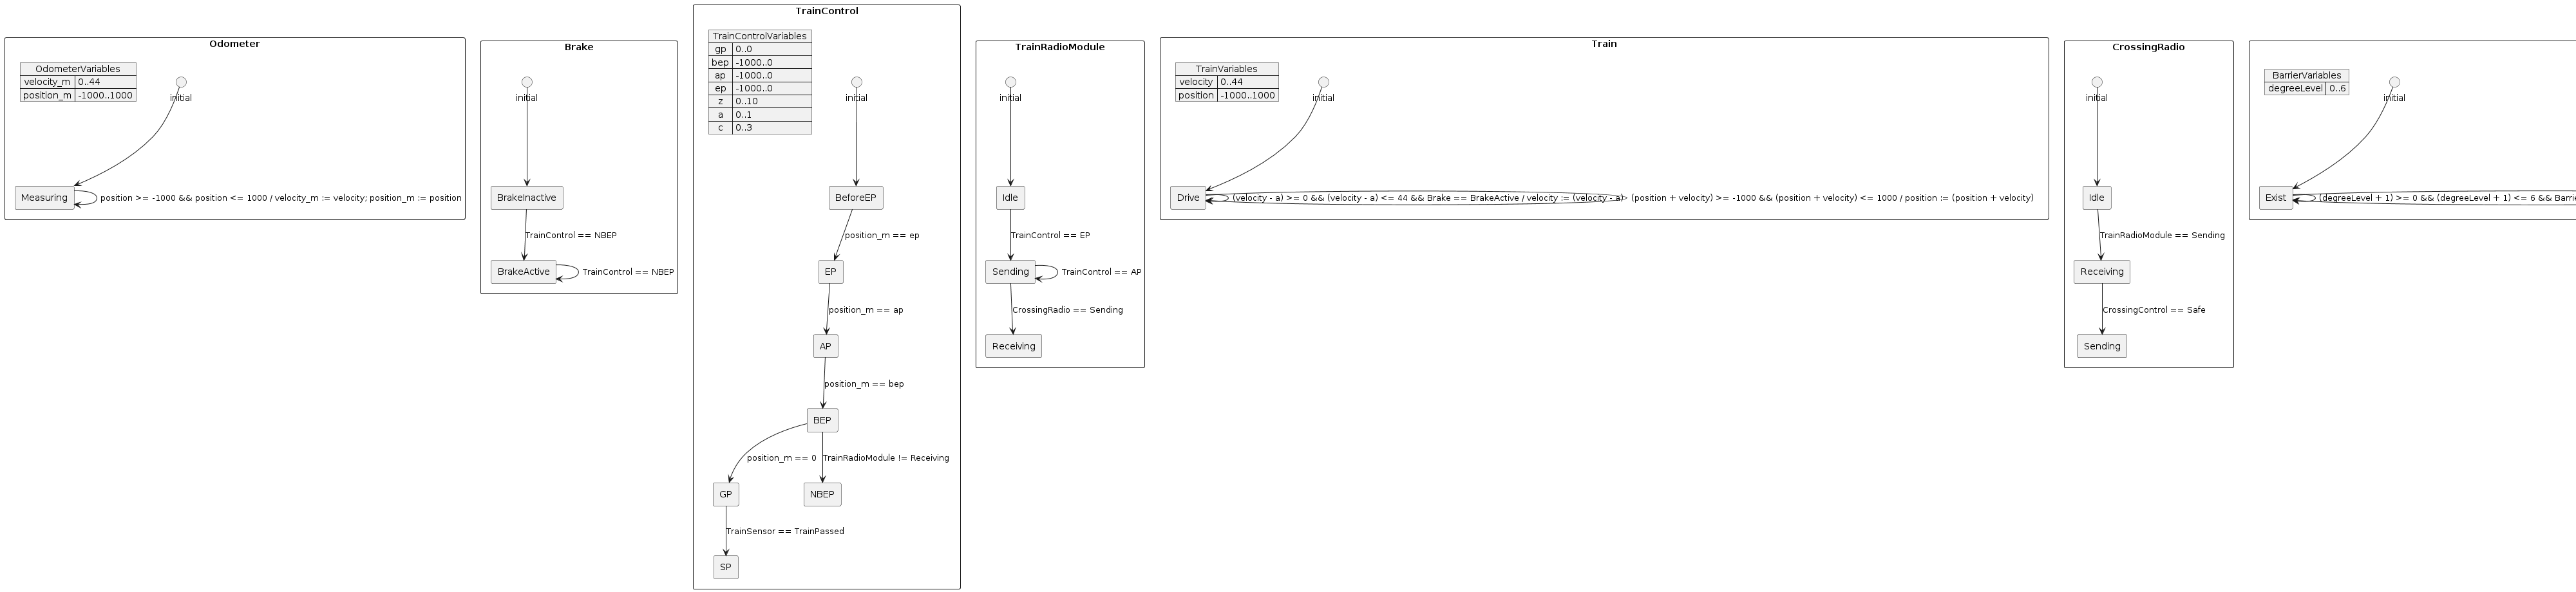 Odometer
OdometerVariables
velocity_m 0..44
position_m -1000..1000
initial
Measuring
position >= -1000 && position <= 1000 / velocity_m := velocity; position_m := position
Brake
initial
BrakeInactive
TrainControl == NBEP
BrakeActive
TrainControl == NBEP
TrainControl
TrainControlVariables
gp 0..0
bep -1000..0
ap -1000..0
ep -1000..0
z 0..10
a 0..1
c 0..3
initial
BeforeEP
position_m == ep
EP
position_m == ap
AP
position_m == bep
BEP
position_m == 0
TrainRadioModule != Receiving
GP
NBEP
TrainSensor == TrainPassed
SP
TrainRadioModule
initial
Idle
TrainControl == EP
Sending
TrainControl == AP
CrossingRadio == Sending
Receiving
Train
TrainVariables
velocity 0..44
position -1000..1000
initial
Drive
(velocity - a) >= 0 && (velocity - a) <= 44 && Brake == BrakeActive / velocity := (velocity - a)
(position + velocity) >= -1000 && (position + velocity) <= 1000 / position := (position + velocity)
CrossingRadio
initial
Idle
TrainRadioModule == Sending
Receiving
CrossingControl == Safe
Sending
BarrierVariables
degreeLevel 0..6
initial
Exist
(degreeLevel + 1) >= 0 && (degreeLevel + 1) <= 6 &&